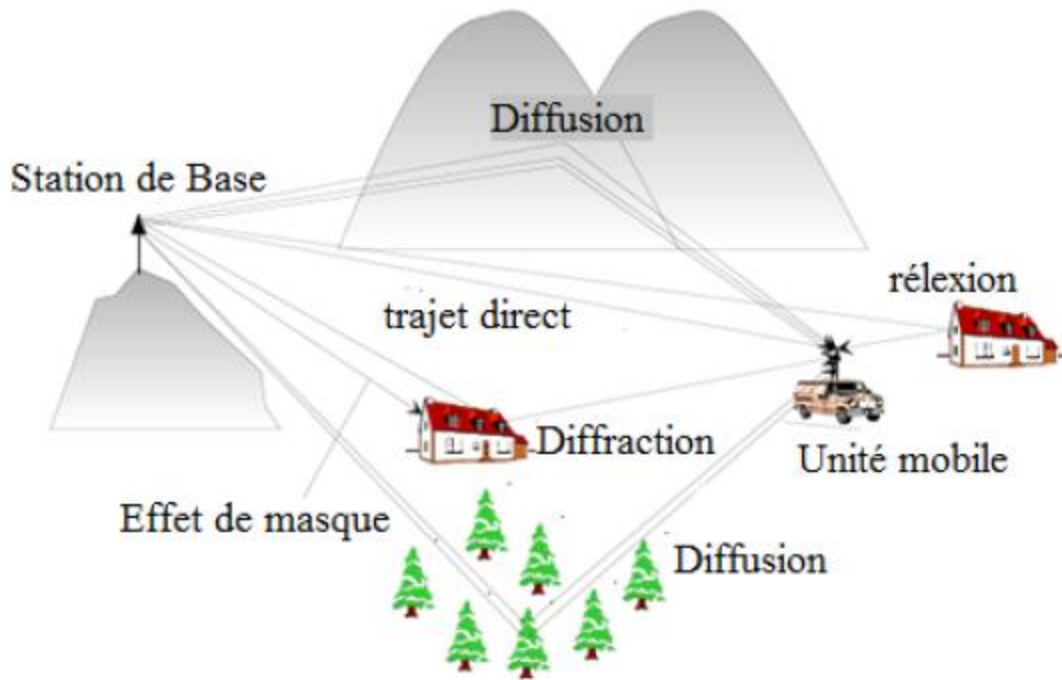 Diffusion
Station de Base
rélexion
trajet direct
Diffraction
Unité mobile
Effet de masque
Diffusion